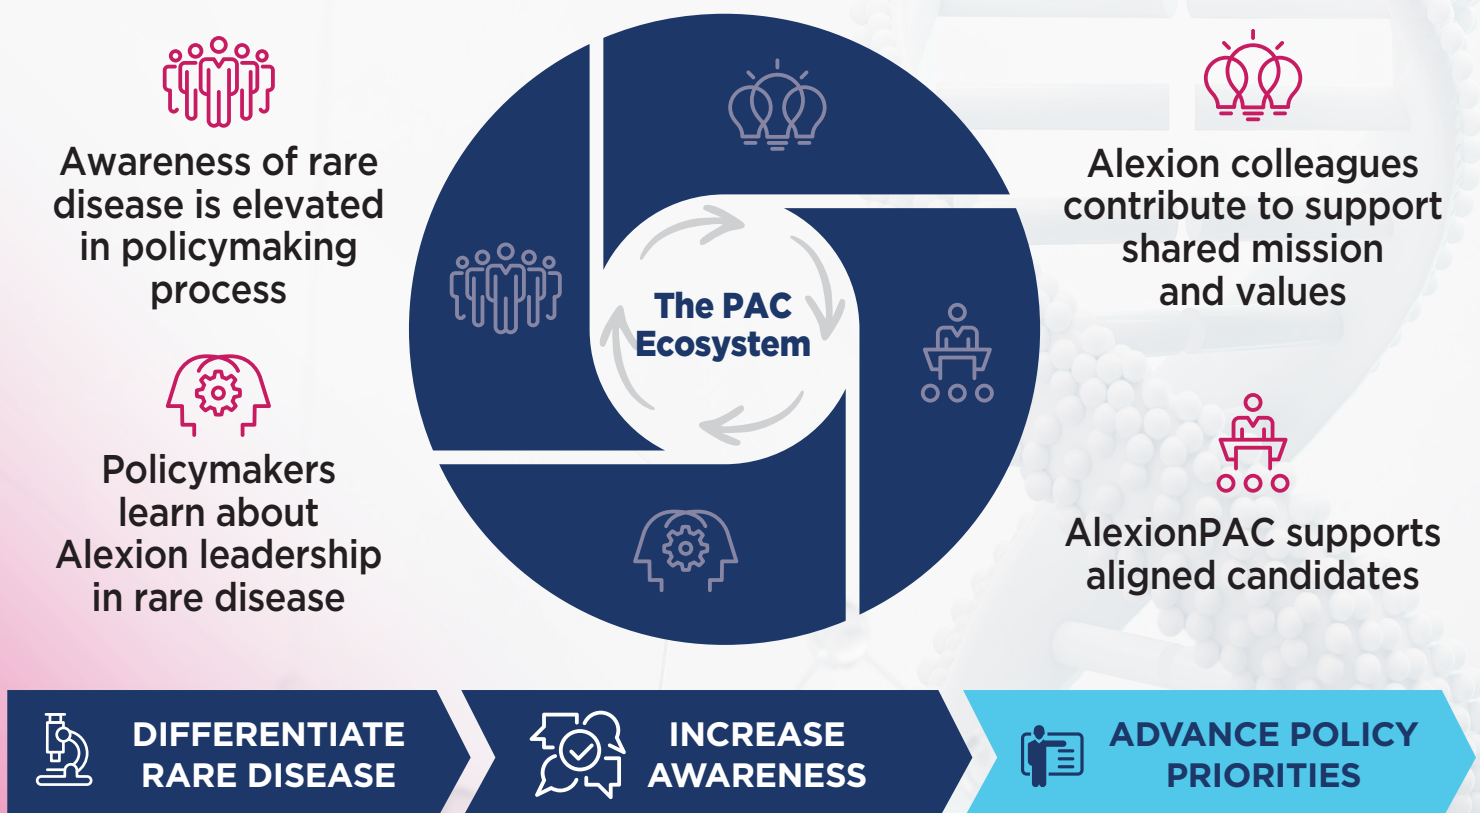 Awareness of rare
disease is elevated
in policymaking
process
Policymakers
learn about
Alexion leadership
in rare disease
The PAC
Ecosystem
Alexion colleagues
contribute to support
shared mission
and values
AlexionPAC supports
aligned candidates
DIFFERENTIATE
RARE DISEASE
INCREASE
AWARENESS
ADVANCE POLICY
PRIORITIES